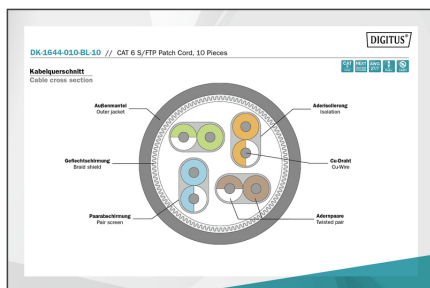 DIGITUS®
DK-1644-010-BL-10 // CAT 6 S/FTP Patch Cord, 10 Pieces
Kabelquerschnitt
Cable cross section
Außenmantel
Outer jacket
Aderisolierung
Isolation
Geflechtschirmung
Braid shield
Cu-Draht
Cu-Wire
Paarabschirmung
Pair screen
Adernpaare
Twisted pair